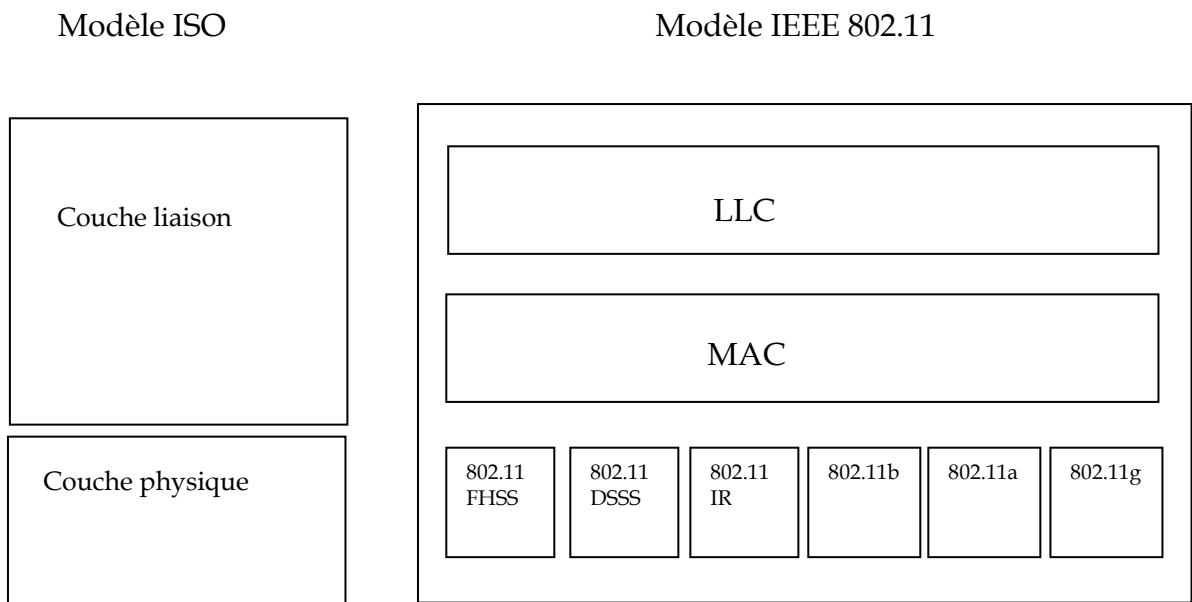 Modèle ISO
Modèle IEEE 802.11
Couche liaison
LLC
MAC
Couche physique
802.11
FHSS
802.11
DSSS
802.11
IR
802.11b
802.11a
802.11g